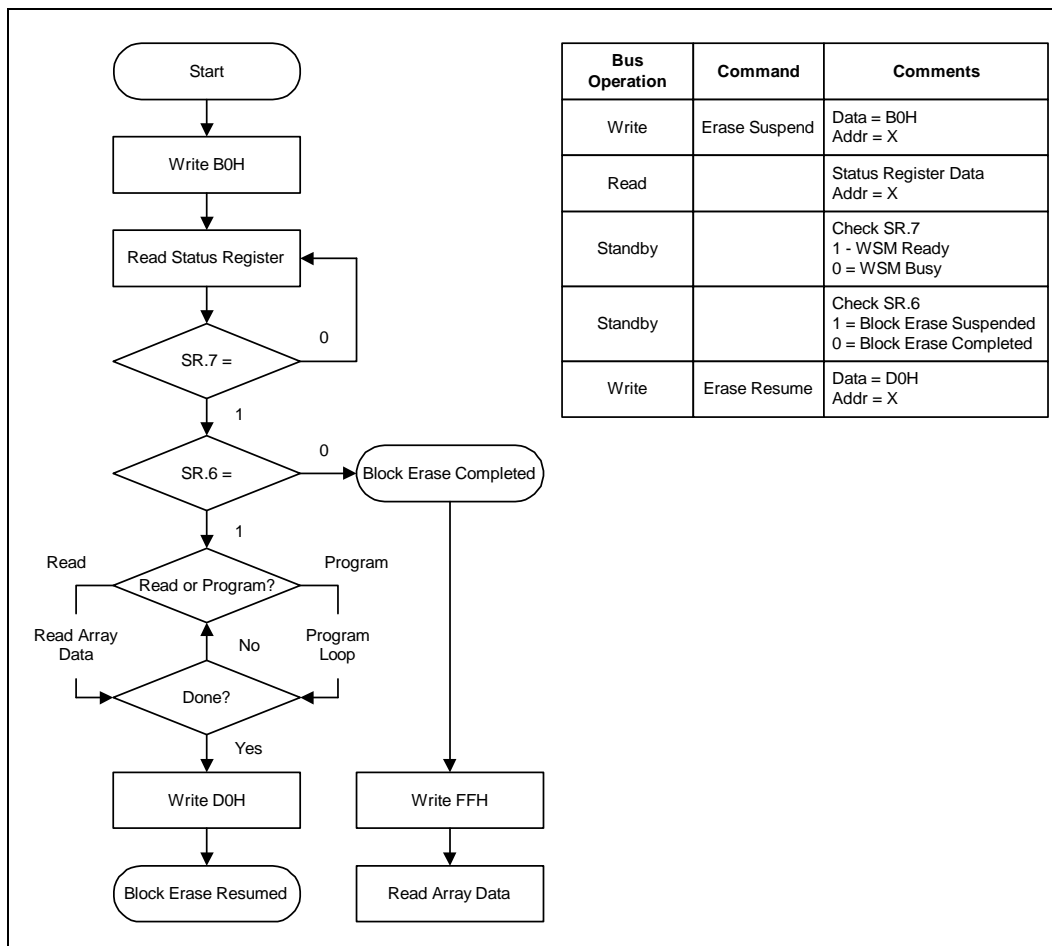 Start
Write B0H
Read Status Register
0
SR.7 =
1
0
SR.6 =
Block Erase Completed
1
Read
Program
Read or Program?
Read Array
Data
No
Program
Loop
Done?
Yes
Write D0H
Write FFH
Block Erase Resumed
Read Array Data
Bus
Operation
Command
Comments
Write
Erase Suspend
Data = B0H
Addr = X
Read
Status Register Data
Addr = X
Standby
Check SR.7
1 - WSM Ready
0 = WSM Busy
Standby
Check SR.6
1 = Block Erase Suspended
0 = Block Erase Completed
Write
Erase Resume
Data = D0H
Addr = X